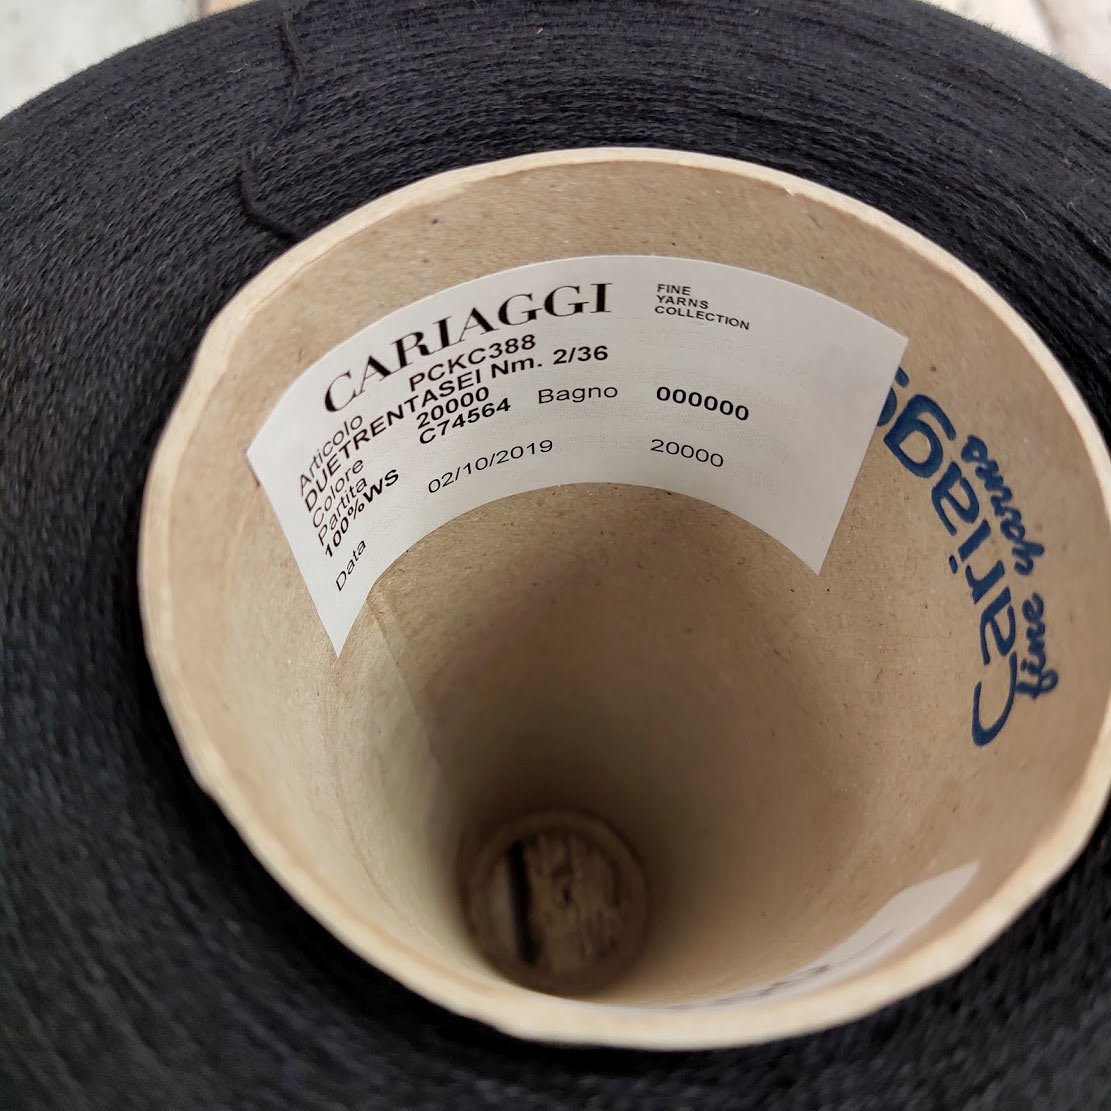 CARIAGGI
FINE
YARNS
COLLECTION
Articolo PCKC388
DUETRENTASEI Nm. 2/36
Colore 20000 Bagno 000000
Partita C74564
100%WS
Data 02/10/2019 20000
Cariagg
fine yarns